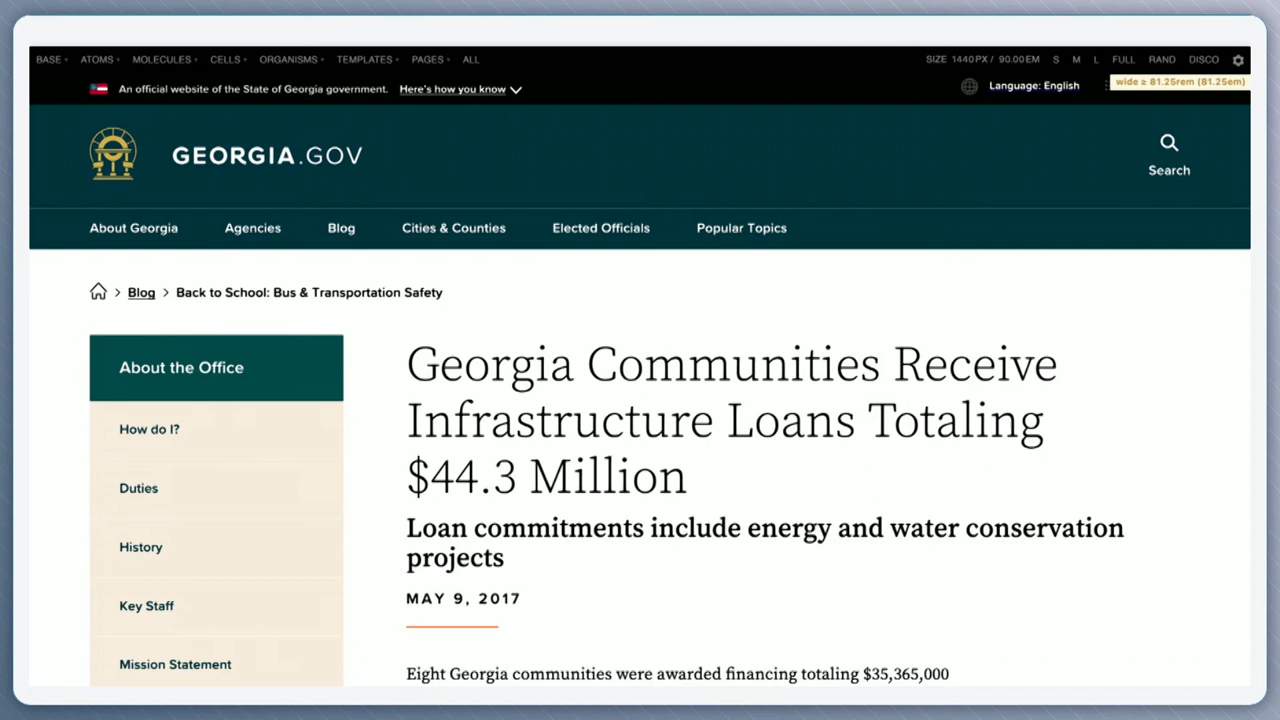 BASE ATOMS MOLECULES CELLS ORGANISMS TEMPLATES PAGES ALL SIZE 1440PX / 90.00EM S M L FULL RAND DISCO
An official website of the State of Georgia government. Here's how you know Language: English wide ≥ 81.25rem (81.25em)
GEORGIA.GOV
Search
About Georgia Agencies Blog Cities & Counties Elected Officials Popular Topics
> Blog > Back to School: Bus & Transportation Safety
About the Office
How do I?
Duties
History
Key Staff
Mission Statement
Georgia Communities Receive
Infrastructure Loans Totaling
$44.3 Million
Loan commitments include energy and water conservation
projects
MAY 9, 2017
Eight Georgia communities were awarded financing totaling $35,365,000